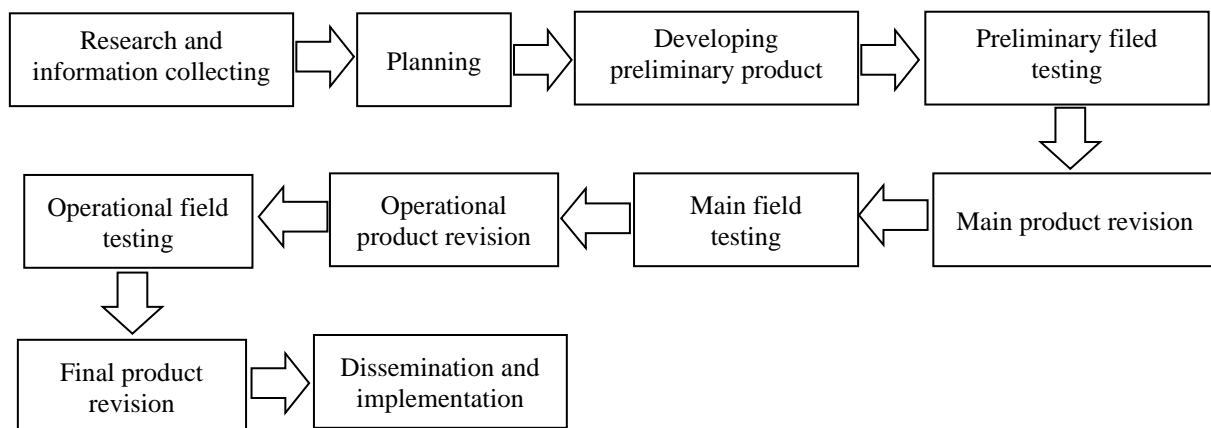 Research and
information collecting
Planning
Developing
preliminary product
Preliminary filed
testing
Main product revision
Main field
testing
Operational
product revision
Operational field
testing
Final product
revision
Dissemination and
implementation